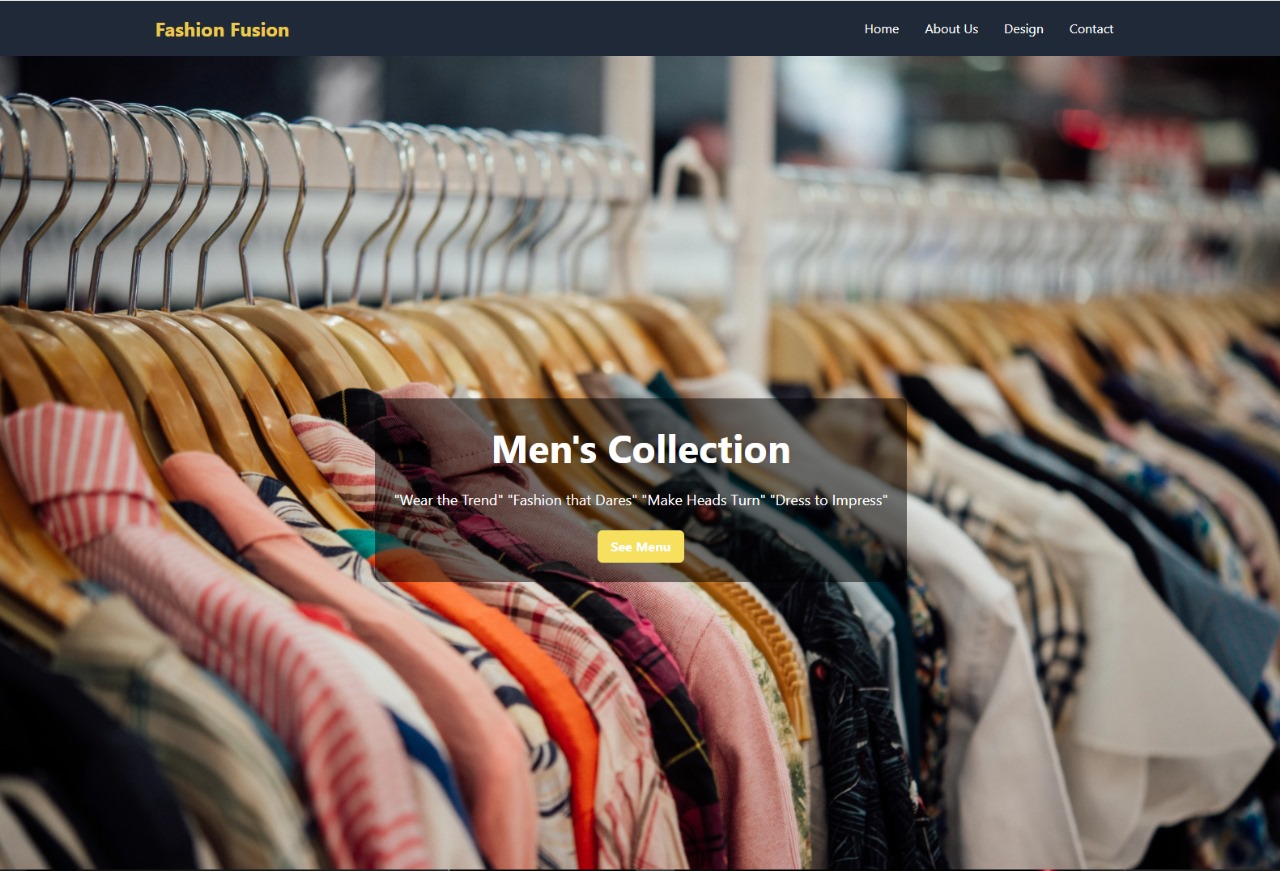 Fashion Fusion
Home About Us Design Contact
Men's Collection
"Wear the Trend" "Fashion that Dares" "Make Heads Turn" "Dress to Impress"
See Menu